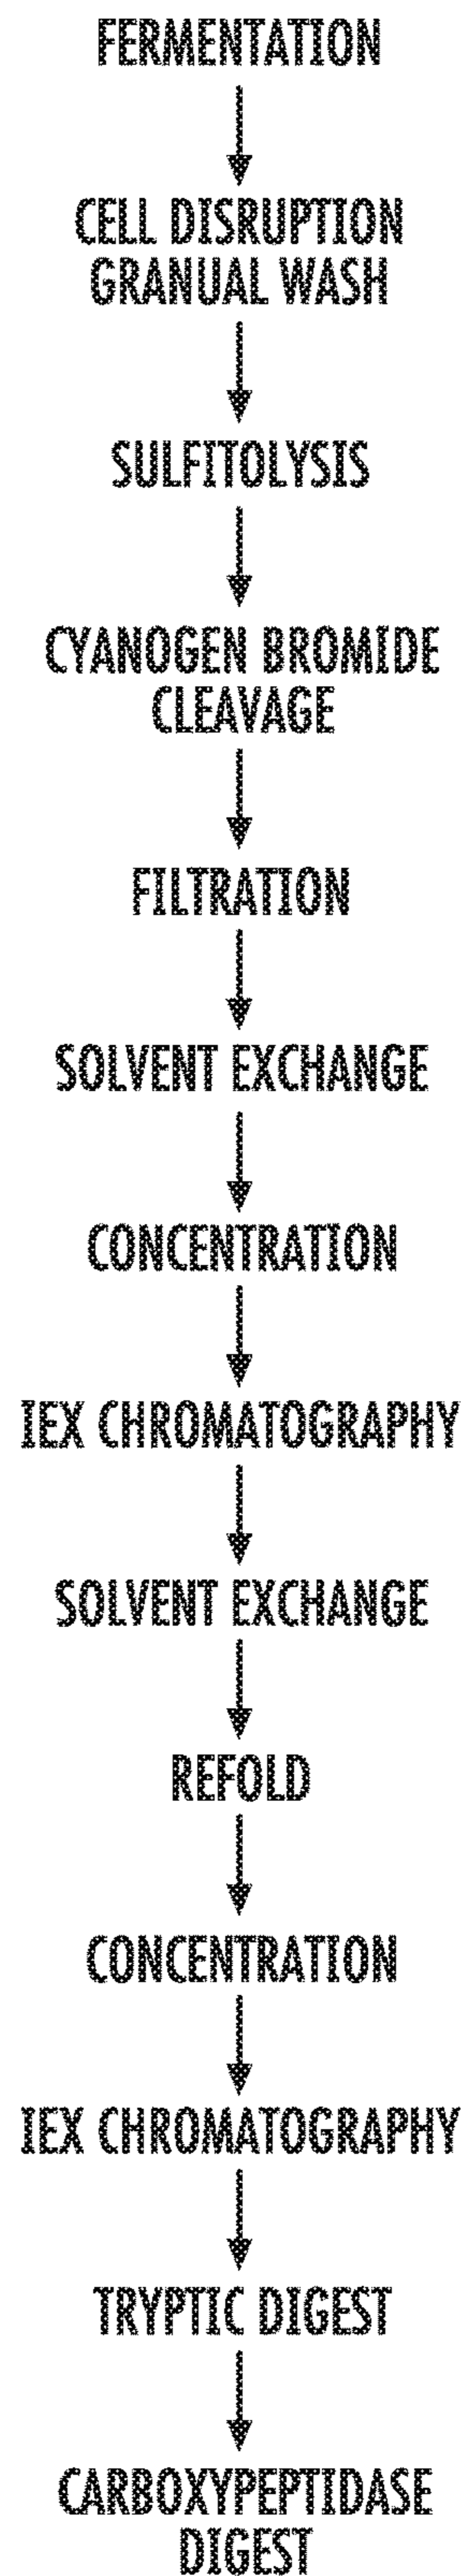 FERMENTATION
CELL DISRUPTION
GRANUAL WASH
SULFITOLYSIS
CYANOGEN BROMIDE
CLEAVAGE
FILTRATION
SOLVENT EXCHANGE
CONCENTRATION
IEX CHROMATOGRAPHY
SOLVENT EXCHANGE
REFOLD
CONCENTRATION
IEX CHROMATOGRAPHY
TRYPTIC DIGEST
CARBOXYPEPTIDASE
DIGEST